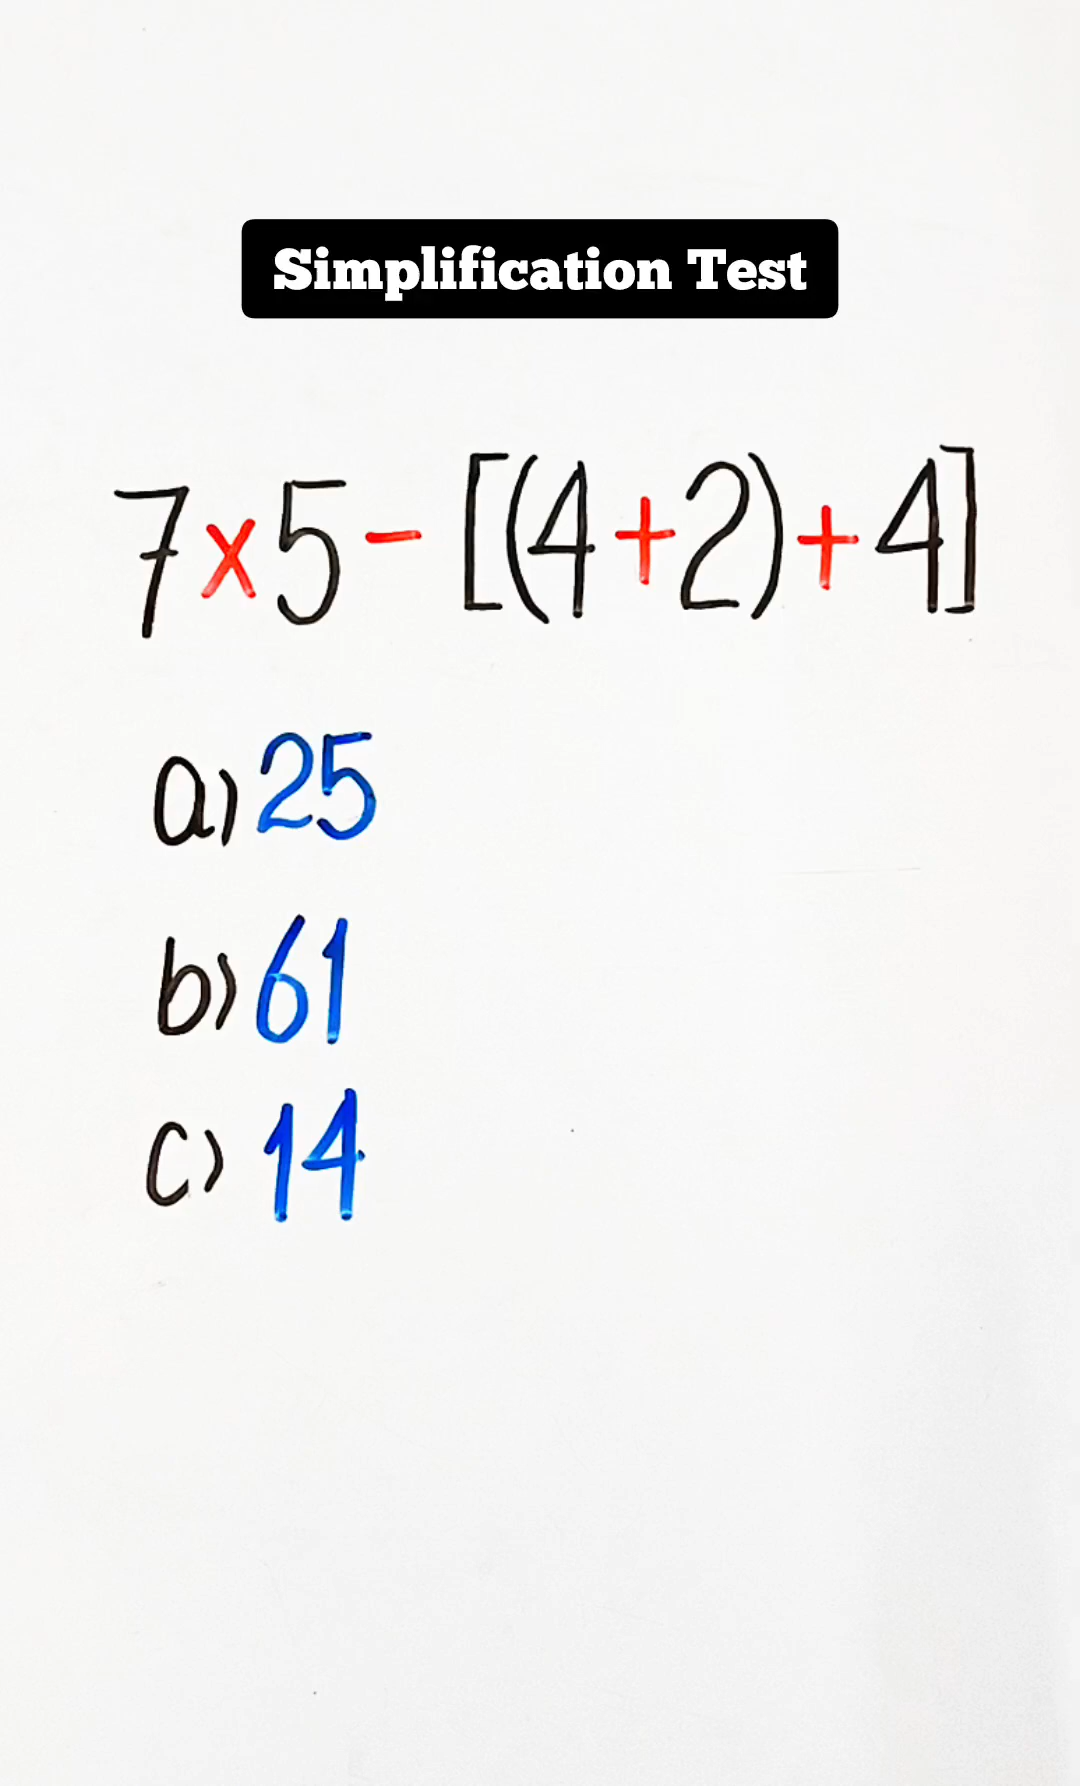 Simplification Test
7×5-[(4+2)+4]
a) 25
b) 61
c) 14